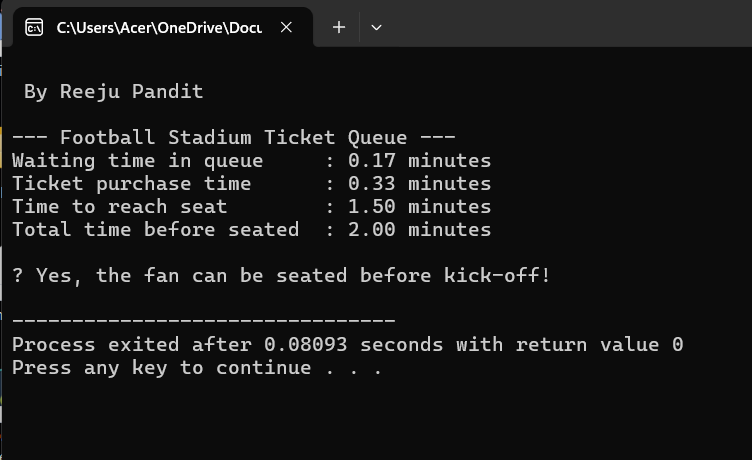 C:\Users\Acer\OneDrive\Docu
By Reeju Pandit
--- Football Stadium Ticket Queue ---
Waiting time in queue     : 0.17 minutes
Ticket purchase time      : 0.33 minutes
Time to reach seat        : 1.50 minutes
Total time before seated  : 2.00 minutes
? Yes, the fan can be seated before kick-off!
--------------------------------
Process exited after 0.08093 seconds with return value 0
Press any key to continue . . .